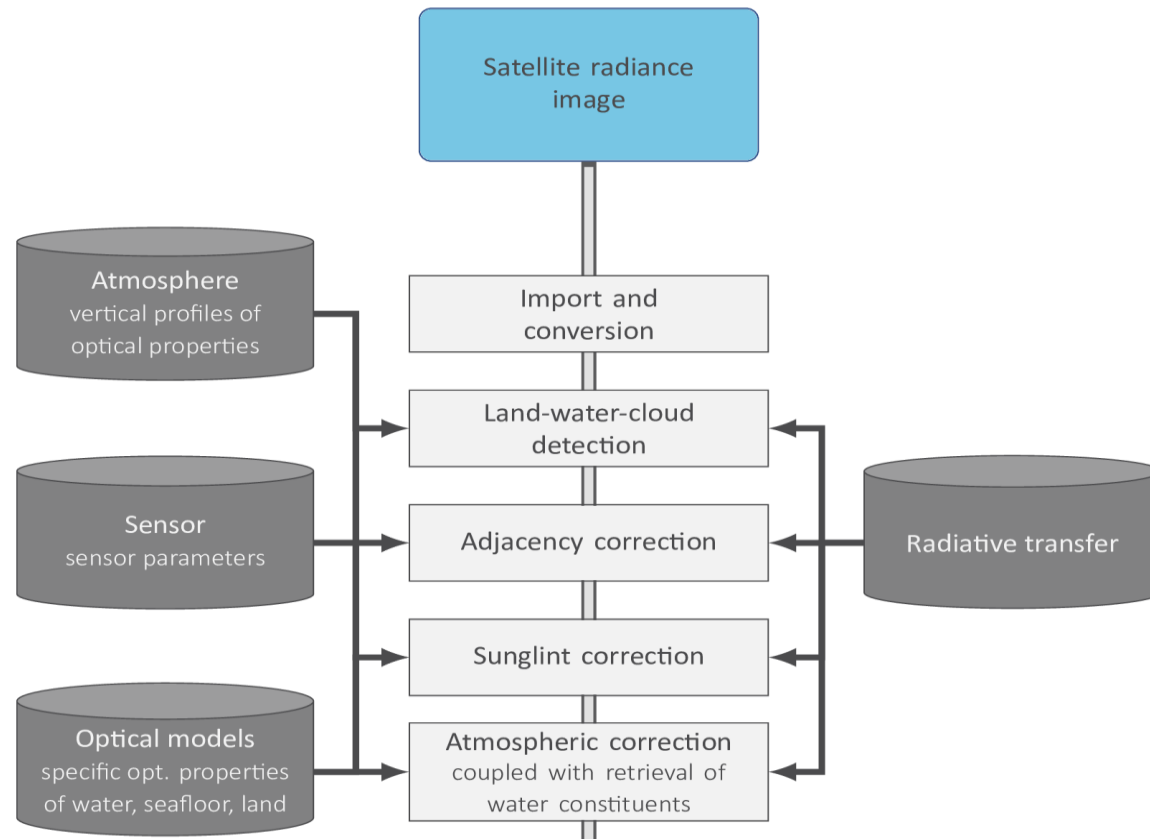 Satellite radiance
image
Atmosphere
vertical profiles of
optical properties
Import and
conversion
Land-water-cloud
detection
Sensor
sensor parameters
Adjacency correction
Radiative transfer
Sunglint correction
Optical models
specific opt. properties
of water, seafloor, land
Atmospheric correction
coupled with retrieval of
water constituents